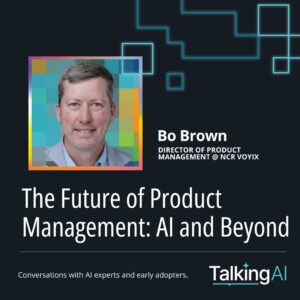 Bo Brown
DIRECTOR OF PRODUCT
MANAGEMENT @ NCR VOYIX
The Future of Product
Management: AI and Beyond
Conversations with AI experts and early adopters.
TalkingAI